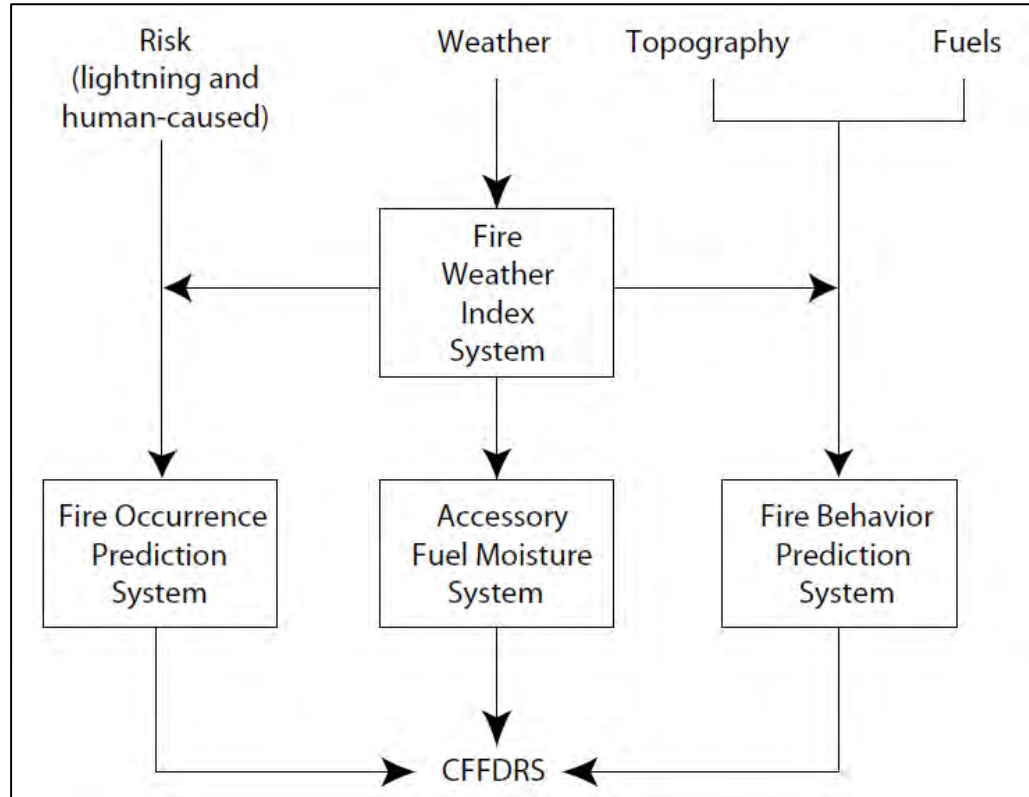 Risk
(lightning and
human-caused)
Weather
Topography
Fuels
Fire
Weather
Index
System
Fire Occurrence
Prediction
System
Accessory
Fuel Moisture
System
Fire Behavior
Prediction
System
CFFDRS